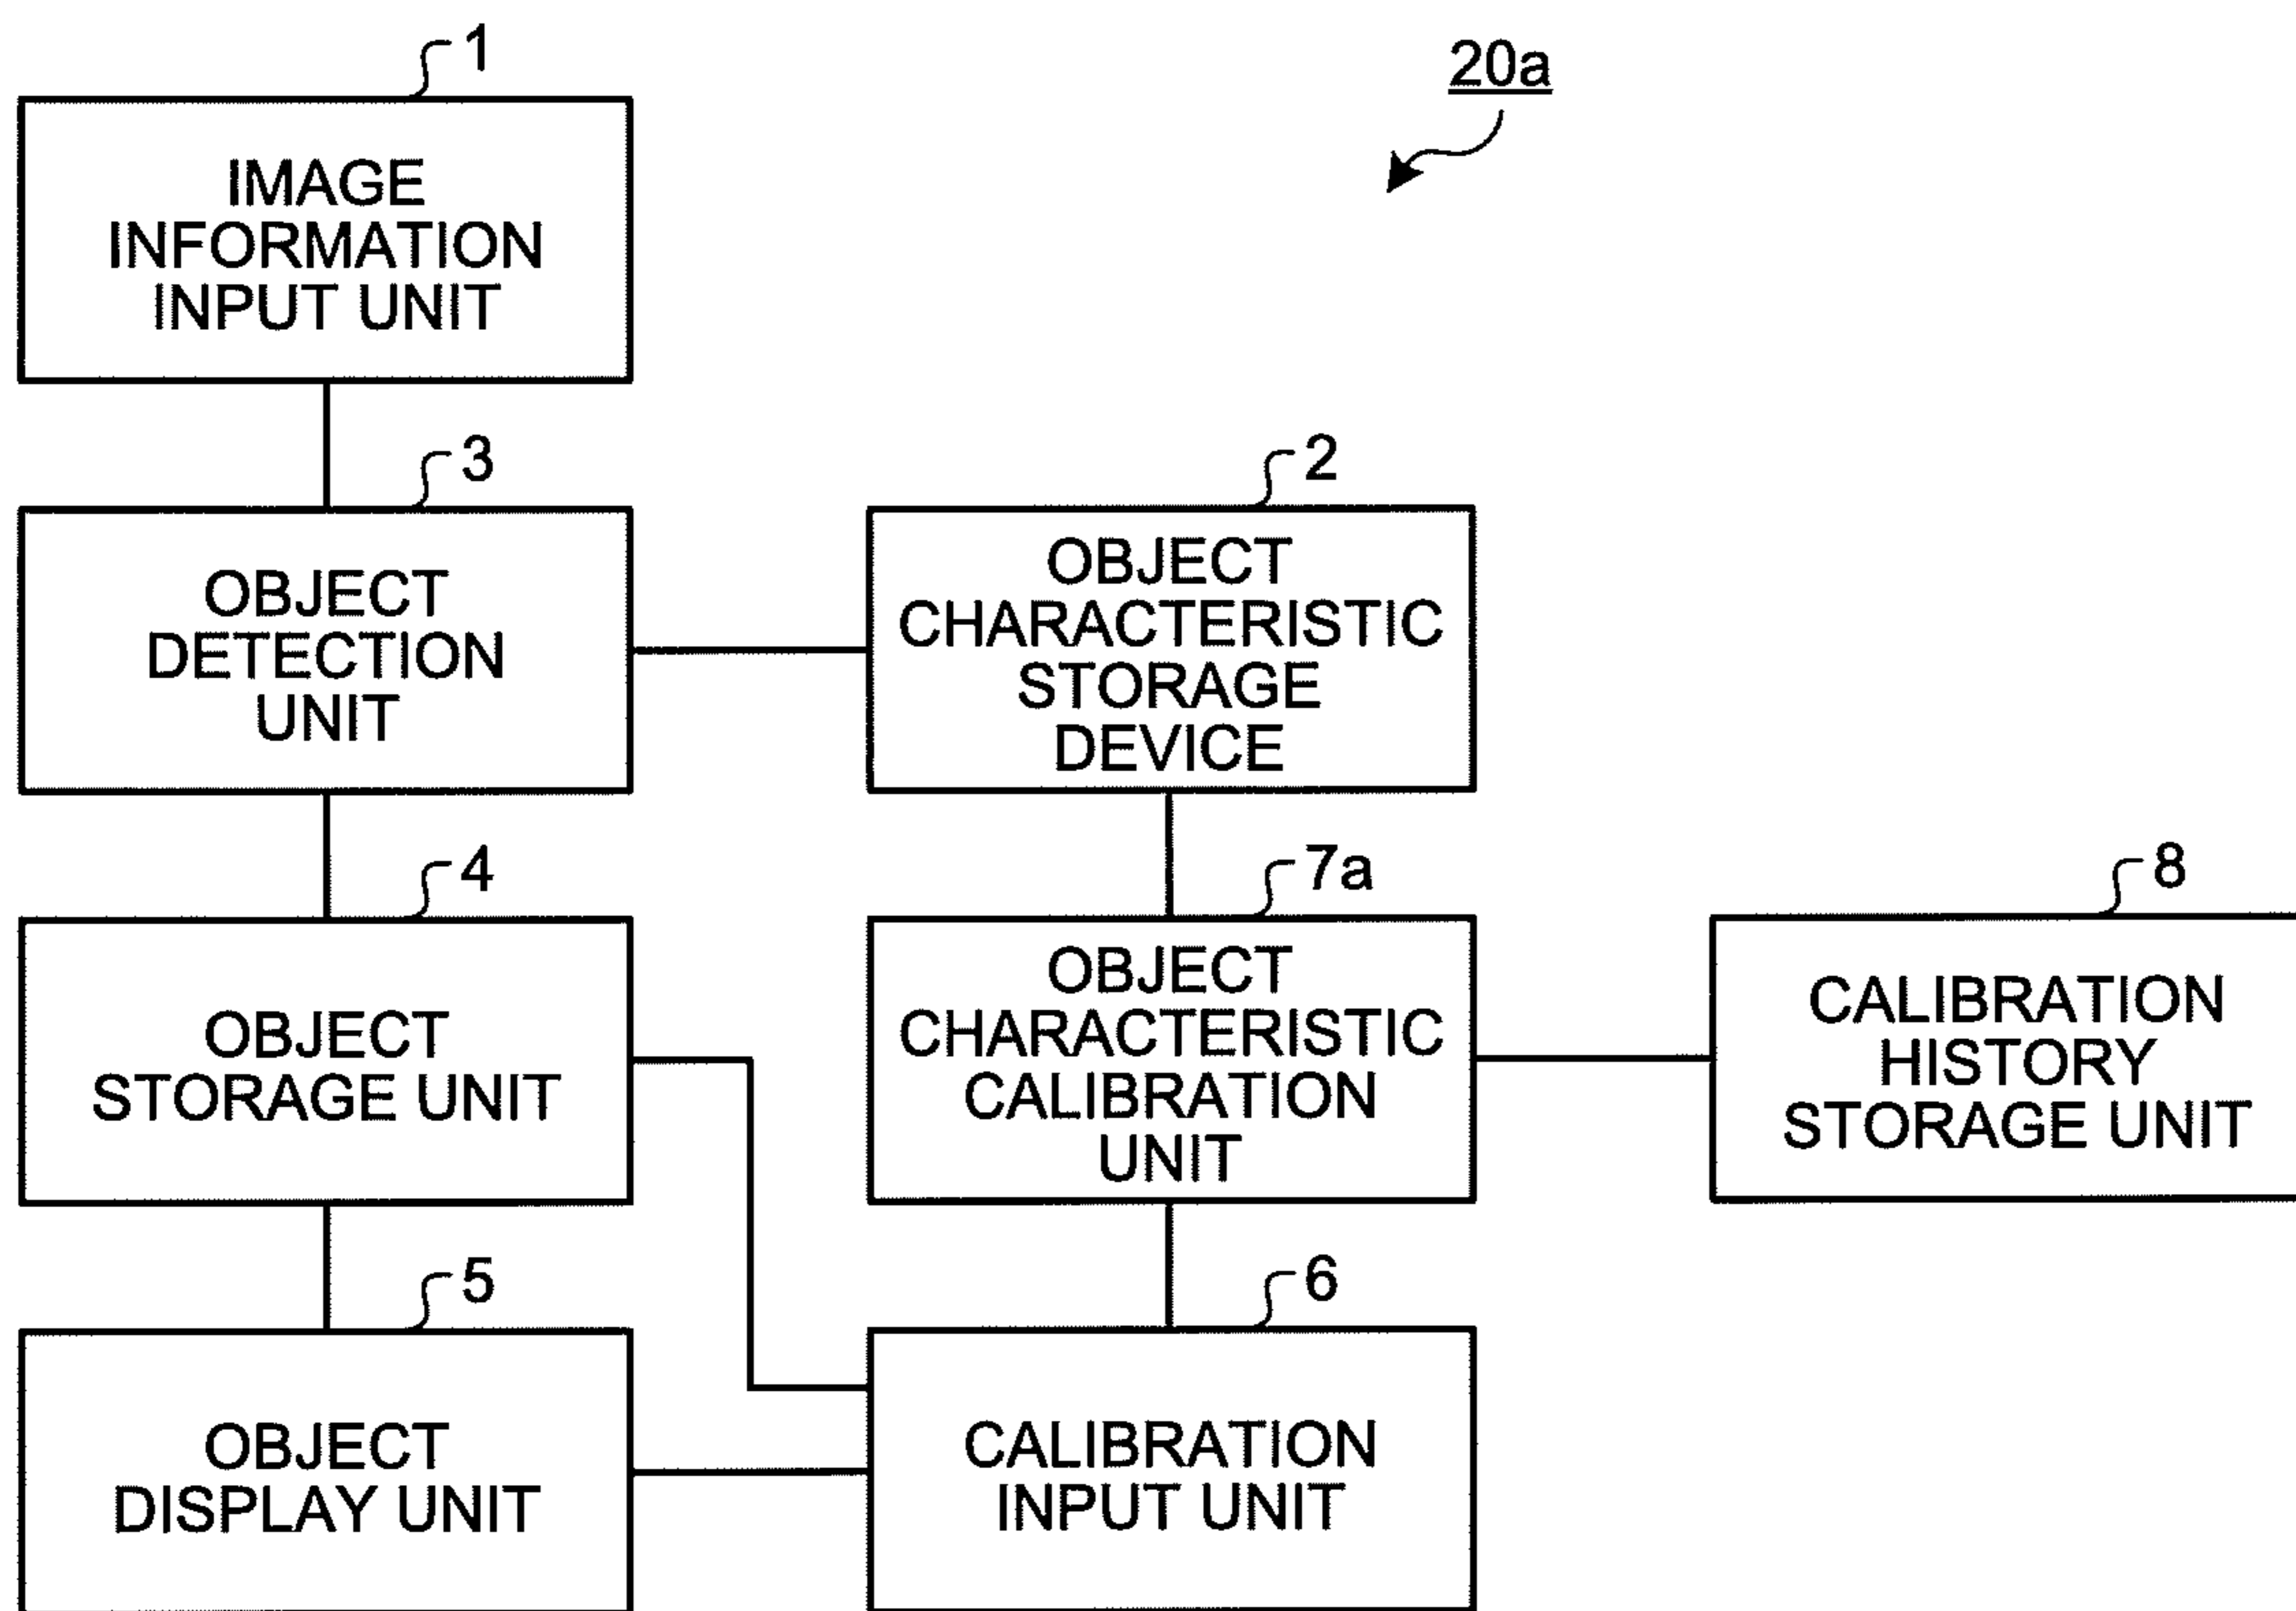 1
20a
IMAGE
INFORMATION
INPUT UNIT
3
OBJECT
DETECTION
UNIT
2
OBJECT
CHARACTERISTIC
STORAGE
DEVICE
4
OBJECT
STORAGE UNIT
7a
OBJECT
CHARACTERISTIC
CALIBRATION
UNIT
8
CALIBRATION
HISTORY
STORAGE UNIT
5
OBJECT
DISPLAY UNIT
6
CALIBRATION
INPUT UNIT